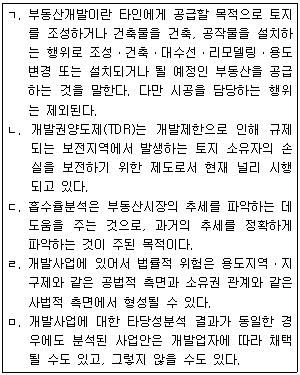 ㄱ. 부동산개발이란 타인에게 공급할 목적으로 토지
를 조성하거나 건축물을 건축, 공작물을 설치하
는 행위로 조성·건축·대수선·리모델링·용도
변경 또는 설치되거나 될 예정인 부동산을 공급
하는 것을 말한다. 다만 시공을 담당하는 행위
는 제외된다.
ㄴ. 개발권양도제(TDR)는 개발제한으로 인해 규제
되는 보전지역에서 발생하는 토지 소유자의 손
실을 보전하기 위한 제도로서 현재 널리 시행
되고 있다.
ㄷ. 흡수율분석은 부동산시장의 추세를 파악하는 데
도움을 주는 것으로, 과거의 추세를 정확하게
파악하는 것이 주된 목적이다.
ㄹ. 개발사업에 있어서 법률적 위험은 용도지역·지
구제와 같은 공법적 측면과 소유권 관계와 같은
사법적 측면에서 형성될 수 있다.
ㅁ. 개발사업에 대한 타당성분석 결과가 동일한 경
우에도 분석된 사업안은 개발업자에 따라 채택
될 수도 있고, 그렇지 않을 수도 있다.